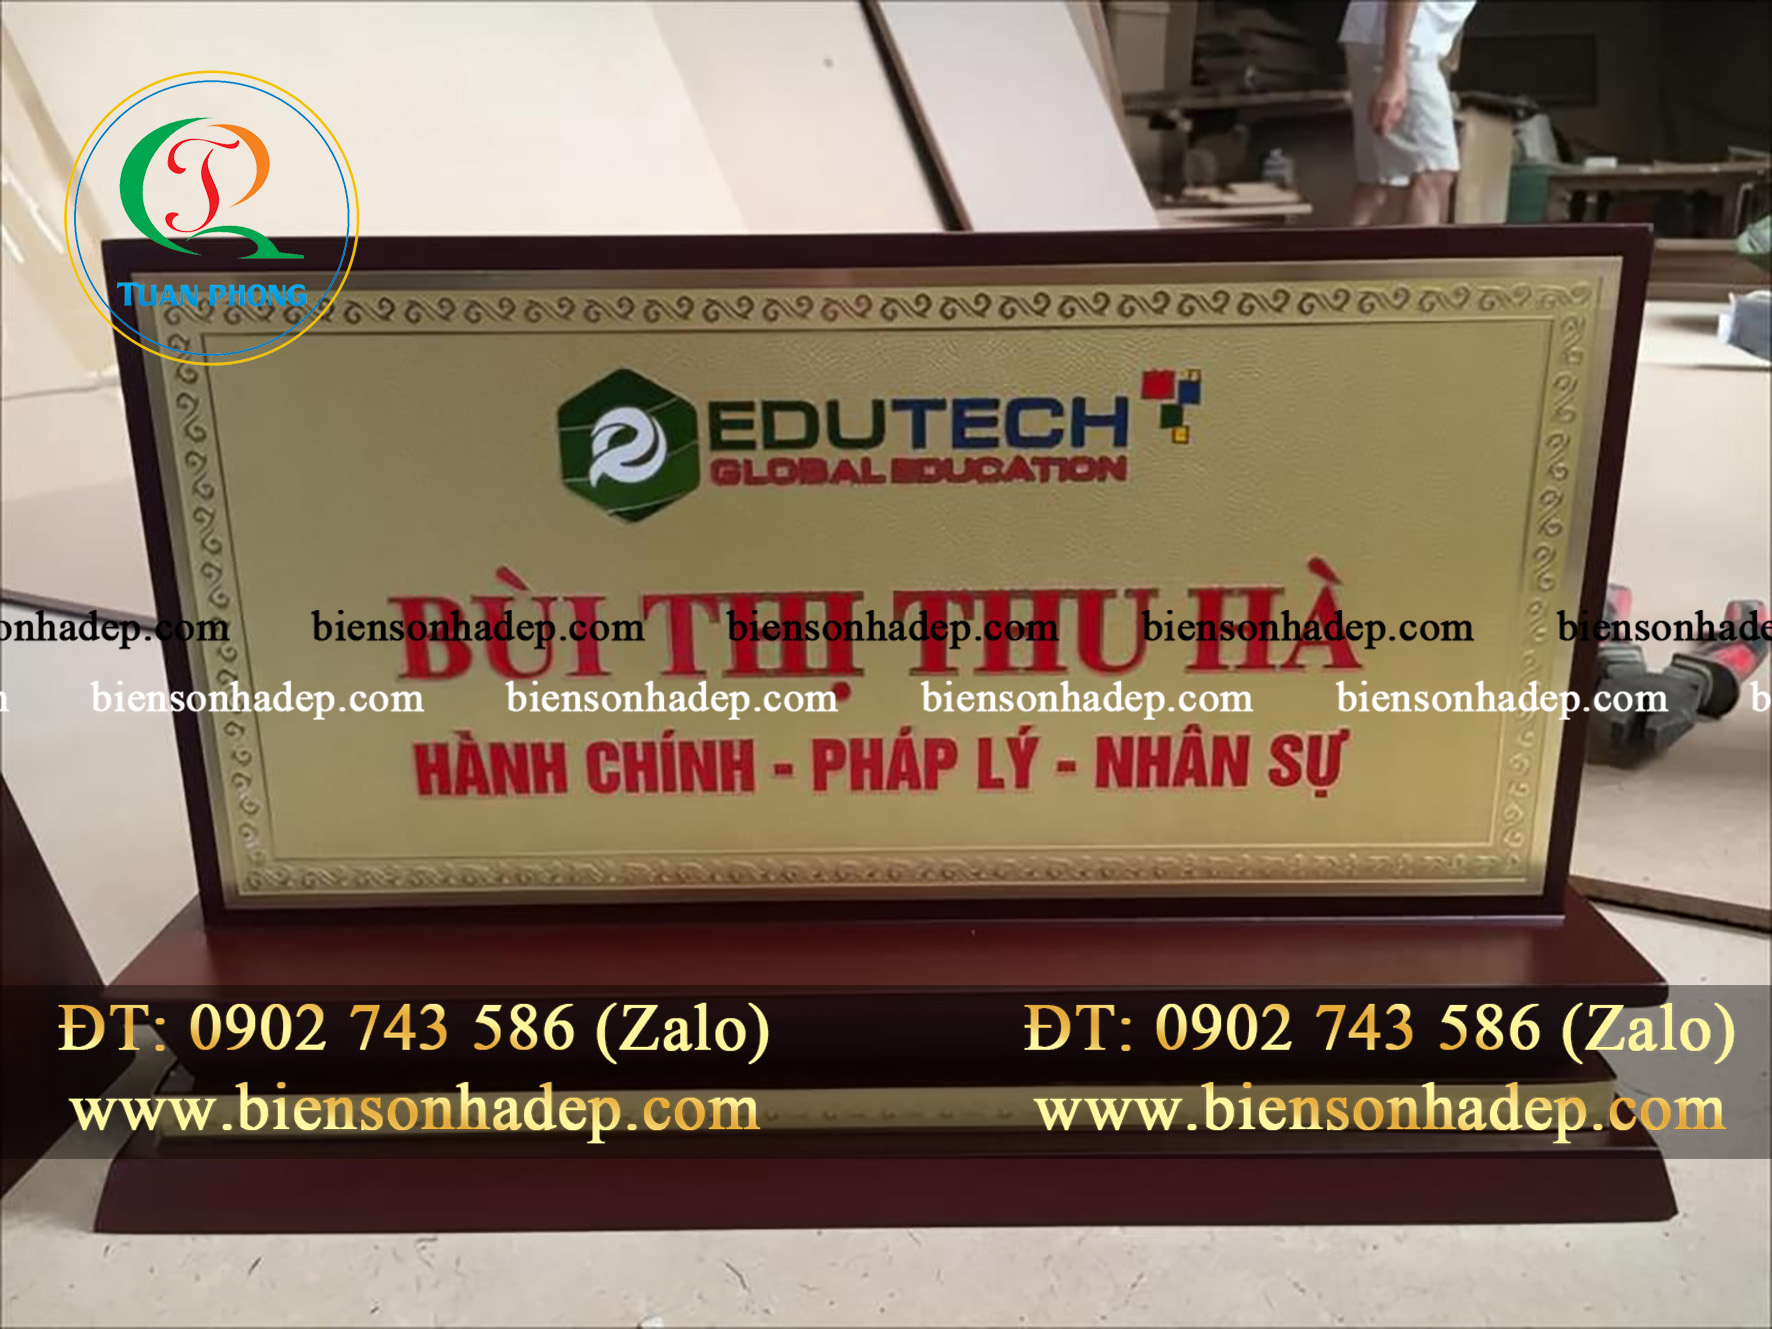 TUAN PHONG
EDUTECH
GLOBAL EDUCATION
BÙI THỊ THU HÀ
biensonhadep.com biensonhadep.com biensonhadep.com
biensonhadep.com biensonhadep.com biensonhadep.com biensonhadep.com
HÀNH CHÍNH - PHÁP LÝ - NHÂN SỰ
ĐT: 0902 743 586 (Zalo) ĐT: 0902 743 586 (Zalo)
www.biensonhadep.com www.biensonhadep.com